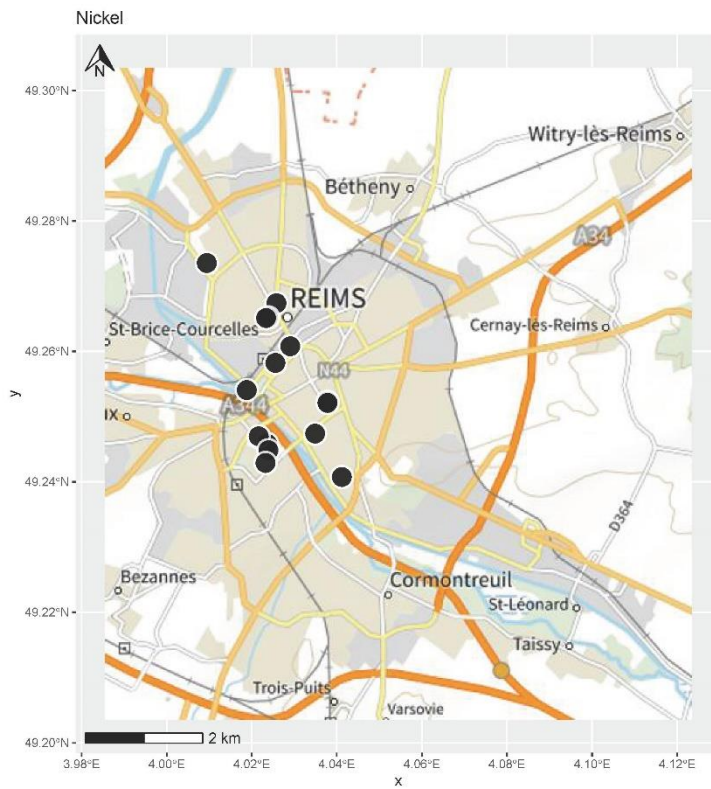 Nickel
N
49.30°N
Witry-lès-Reims
Bétheny
49.28°N
A34
REIMS
St-Brice-Courcelles
Cernay-lès-Reims
49.26°N
N44
y
A344
IX
49.24°N
D364
Bezannes
Cormontreuil
49.22°N
St-Léonard
Taissy
Trois-Puits
Varsovie
49.20°N
2 km
3.98°E
4.00°E
4.02°E
4.04°E
4.06°E
4.08°E
4.10°E
4.12°E
x